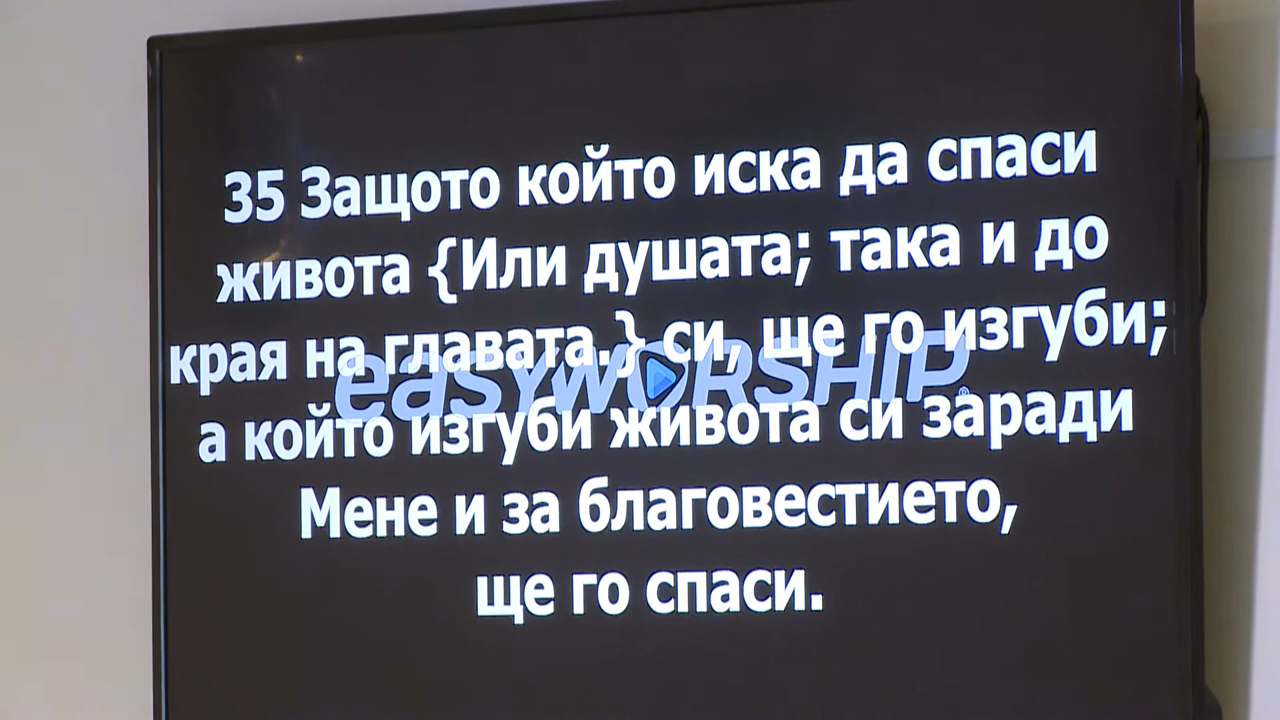 35 Защото който иска да спаси
живота {Или душата; така и до
края на главата.} си, ще го изгуби;
easyWORSHIP®
а който изгуби живота си заради
Мене и за благовестието,
ще го спаси.